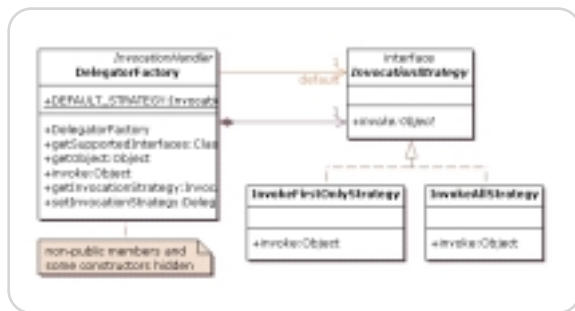 InvocationHandler
DelegatorFactory
+DEFAULT_STRATEGY:Invocati
+DelegatorFactory
+getSupportedInterfaces:Clas
+getObject:Object
+invoke:Object
+getInvocationStrategy:Invoc
+setInvocationStrateg:Deleg
non-public members and
some constructors hidden
1
default
1
interface
InvocationStrategy
+invoke:Object
InvokeFirstOnlyStrategy
+invoke:Object
InvokeAllStrategy
+invoke:Object